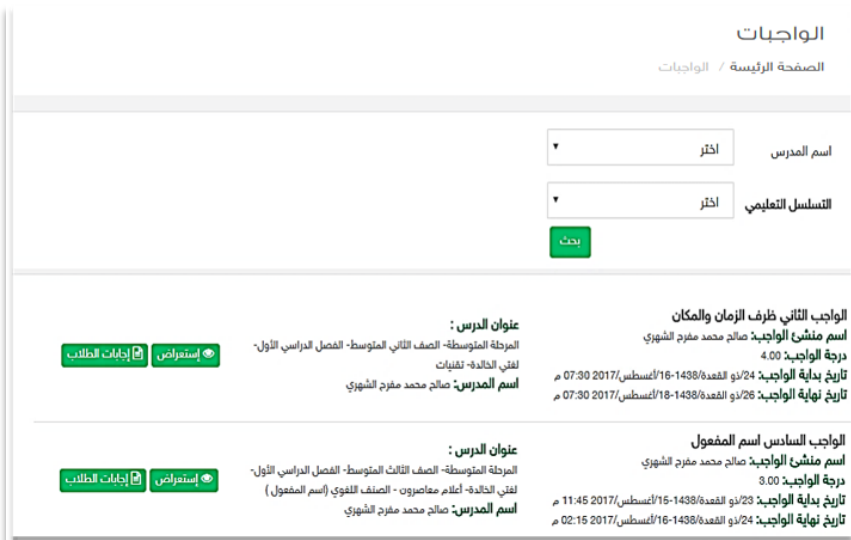 الواجبات
الصفحة الرئيسة / الواجبات
اسم المدرس
اختر
التسلسل التعليمي
اختر
بحث
الواجب الثاني ظرف الزمان والمكان
اسم منشئ الواجب: صالح محمد مفرح الشهري
درجة الواجب: 4.00
تاريخ بداية الواجب: 24/ذو القعدة/1438-16/أغسطس/2017 07:30 م
تاريخ نهاية الواجب: 26/ذو القعدة/1438-18/أغسطس/2017 07:30 م
عنوان الدرس :
المرحلة المتوسطة- الصف الثاني المتوسط- الفصل الدراسي الأول-
لغتي الخالدة- تقنيات
اسم المدرس: صالح محمد مفرح الشهري
إستعراض
إجابات الطلاب
الواجب السادس اسم المفعول
اسم منشئ الواجب: صالح محمد مفرح الشهري
درجة الواجب: 3.00
تاريخ بداية الواجب: 23/ذو القعدة/1438-15/أغسطس/2017 11:45 م
تاريخ نهاية الواجب: 24/ذو القعدة/1438-16/أغسطس/2017 02:15 م
عنوان الدرس :
المرحلة المتوسطة- الصف الثالث المتوسط- الفصل الدراسي الأول-
لغتي الخالدة- أعلام معاصرون - الصنف اللغوي (اسم المفعول )
اسم المدرس: صالح محمد مفرح الشهري
إستعراض
إجابات الطلاب